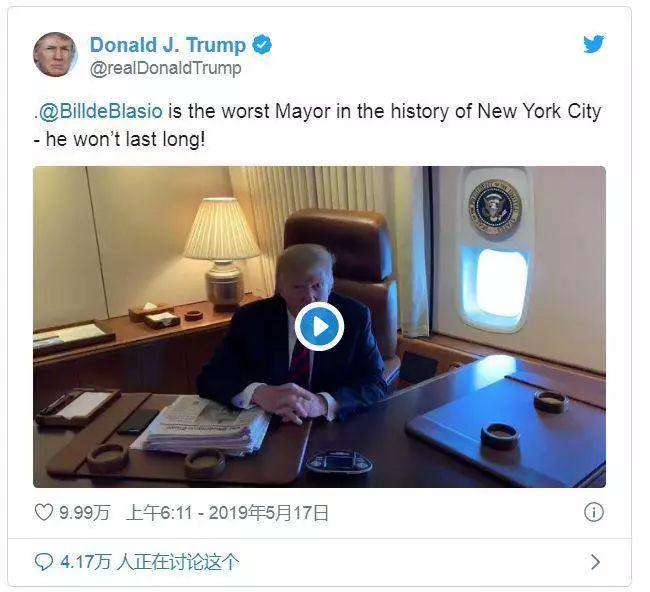 Donald J. Trump
@realDonaldTrump
.@BilldeBlasio is the worst Mayor in the history of New York City
- he won’t last long!
9.99万 上午6:11 - 2019年5月17日
4.17万 人正在讨论这个